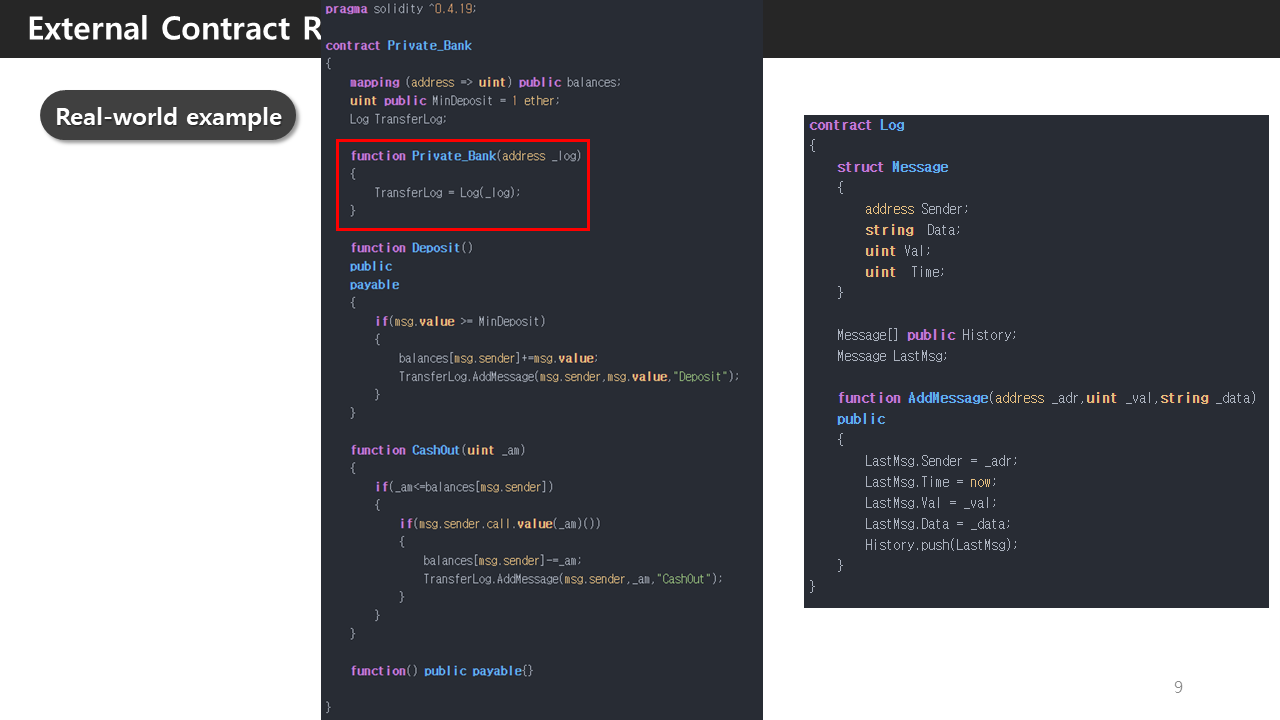 External Contract R
Real-world example
pragma solidity ^0.4.19;
contract Private_Bank
{
mapping (address => uint) public balances;
uint public MinDeposit = 1 ether;
Log TransferLog;
function Private_Bank(address _log)
{
TransferLog = Log(_log);
}
function Deposit()
public
payable
{
if(msg.value >= MinDeposit)
{
balances[msg.sender]+=msg.value;
TransferLog.AddMessage(msg.sender,msg.value,"Deposit");
}
}
function CashOut(uint _am)
{
if(_am<=balances[msg.sender])
{
if(msg.sender.call.value(_am)())
{
balances[msg.sender]-=_am;
TransferLog.AddMessage(msg.sender,_am,"CashOut");
}
}
}
function() public payable{}
}
contract Log
{
struct Message
{
address Sender;
string Data;
uint Val;
uint Time;
}
Message[] public History;
Message LastMsg;
function AddMessage(address _adr,uint _val,string _data)
public
{
LastMsg.Sender = _adr;
LastMsg.Time = now;
LastMsg.Val = _val;
LastMsg.Data = _data;
History.push(LastMsg);
}
}
9